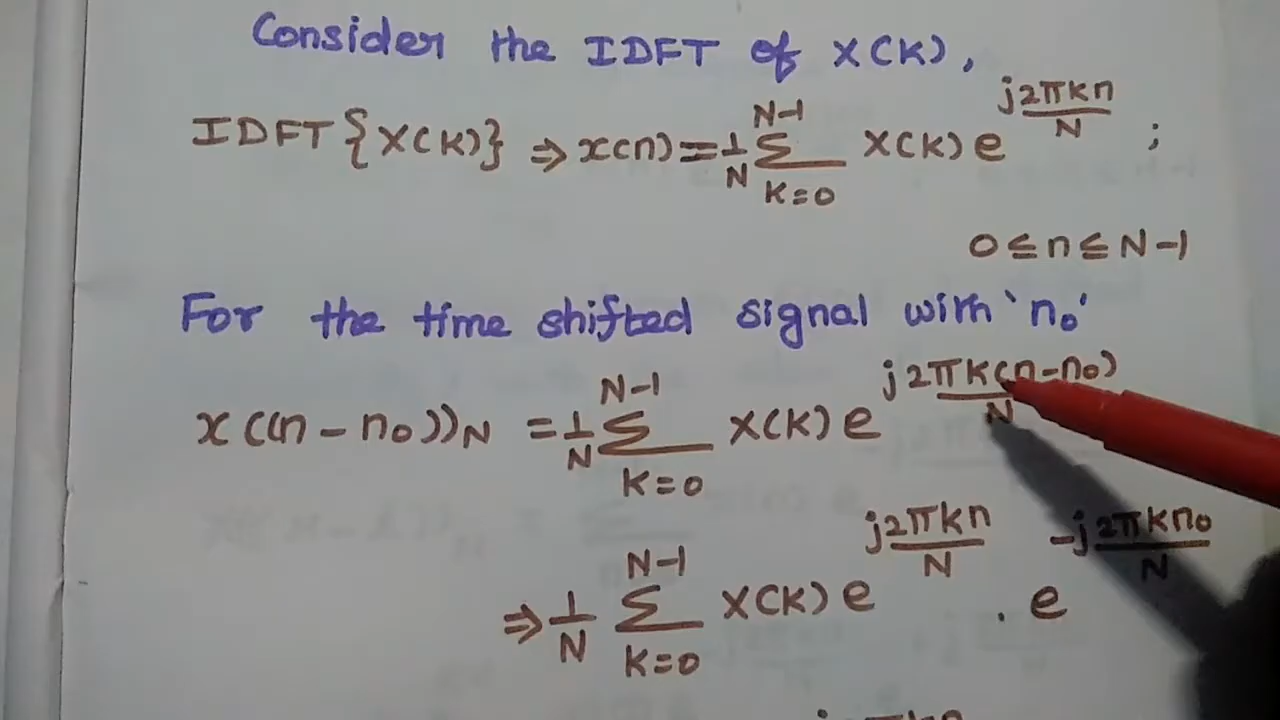 Consider the IDFT of X(K),
IDFT{X(K)} ⇒ x(n) = 1/N Σ_{K=0}^{N-1} X(K) e^{j2πkn/N} ;
0 ≤ n ≤ N-1
For the time shifted signal with 'n₀'
x((n-n₀))_N = 1/N Σ_{K=0}^{N-1} X(K) e^{j2πk(n-n₀)/N}
⇒ 1/N Σ_{K=0}^{N-1} X(K) e^{j2πkn/N} . e^{-j2πkn₀/N}